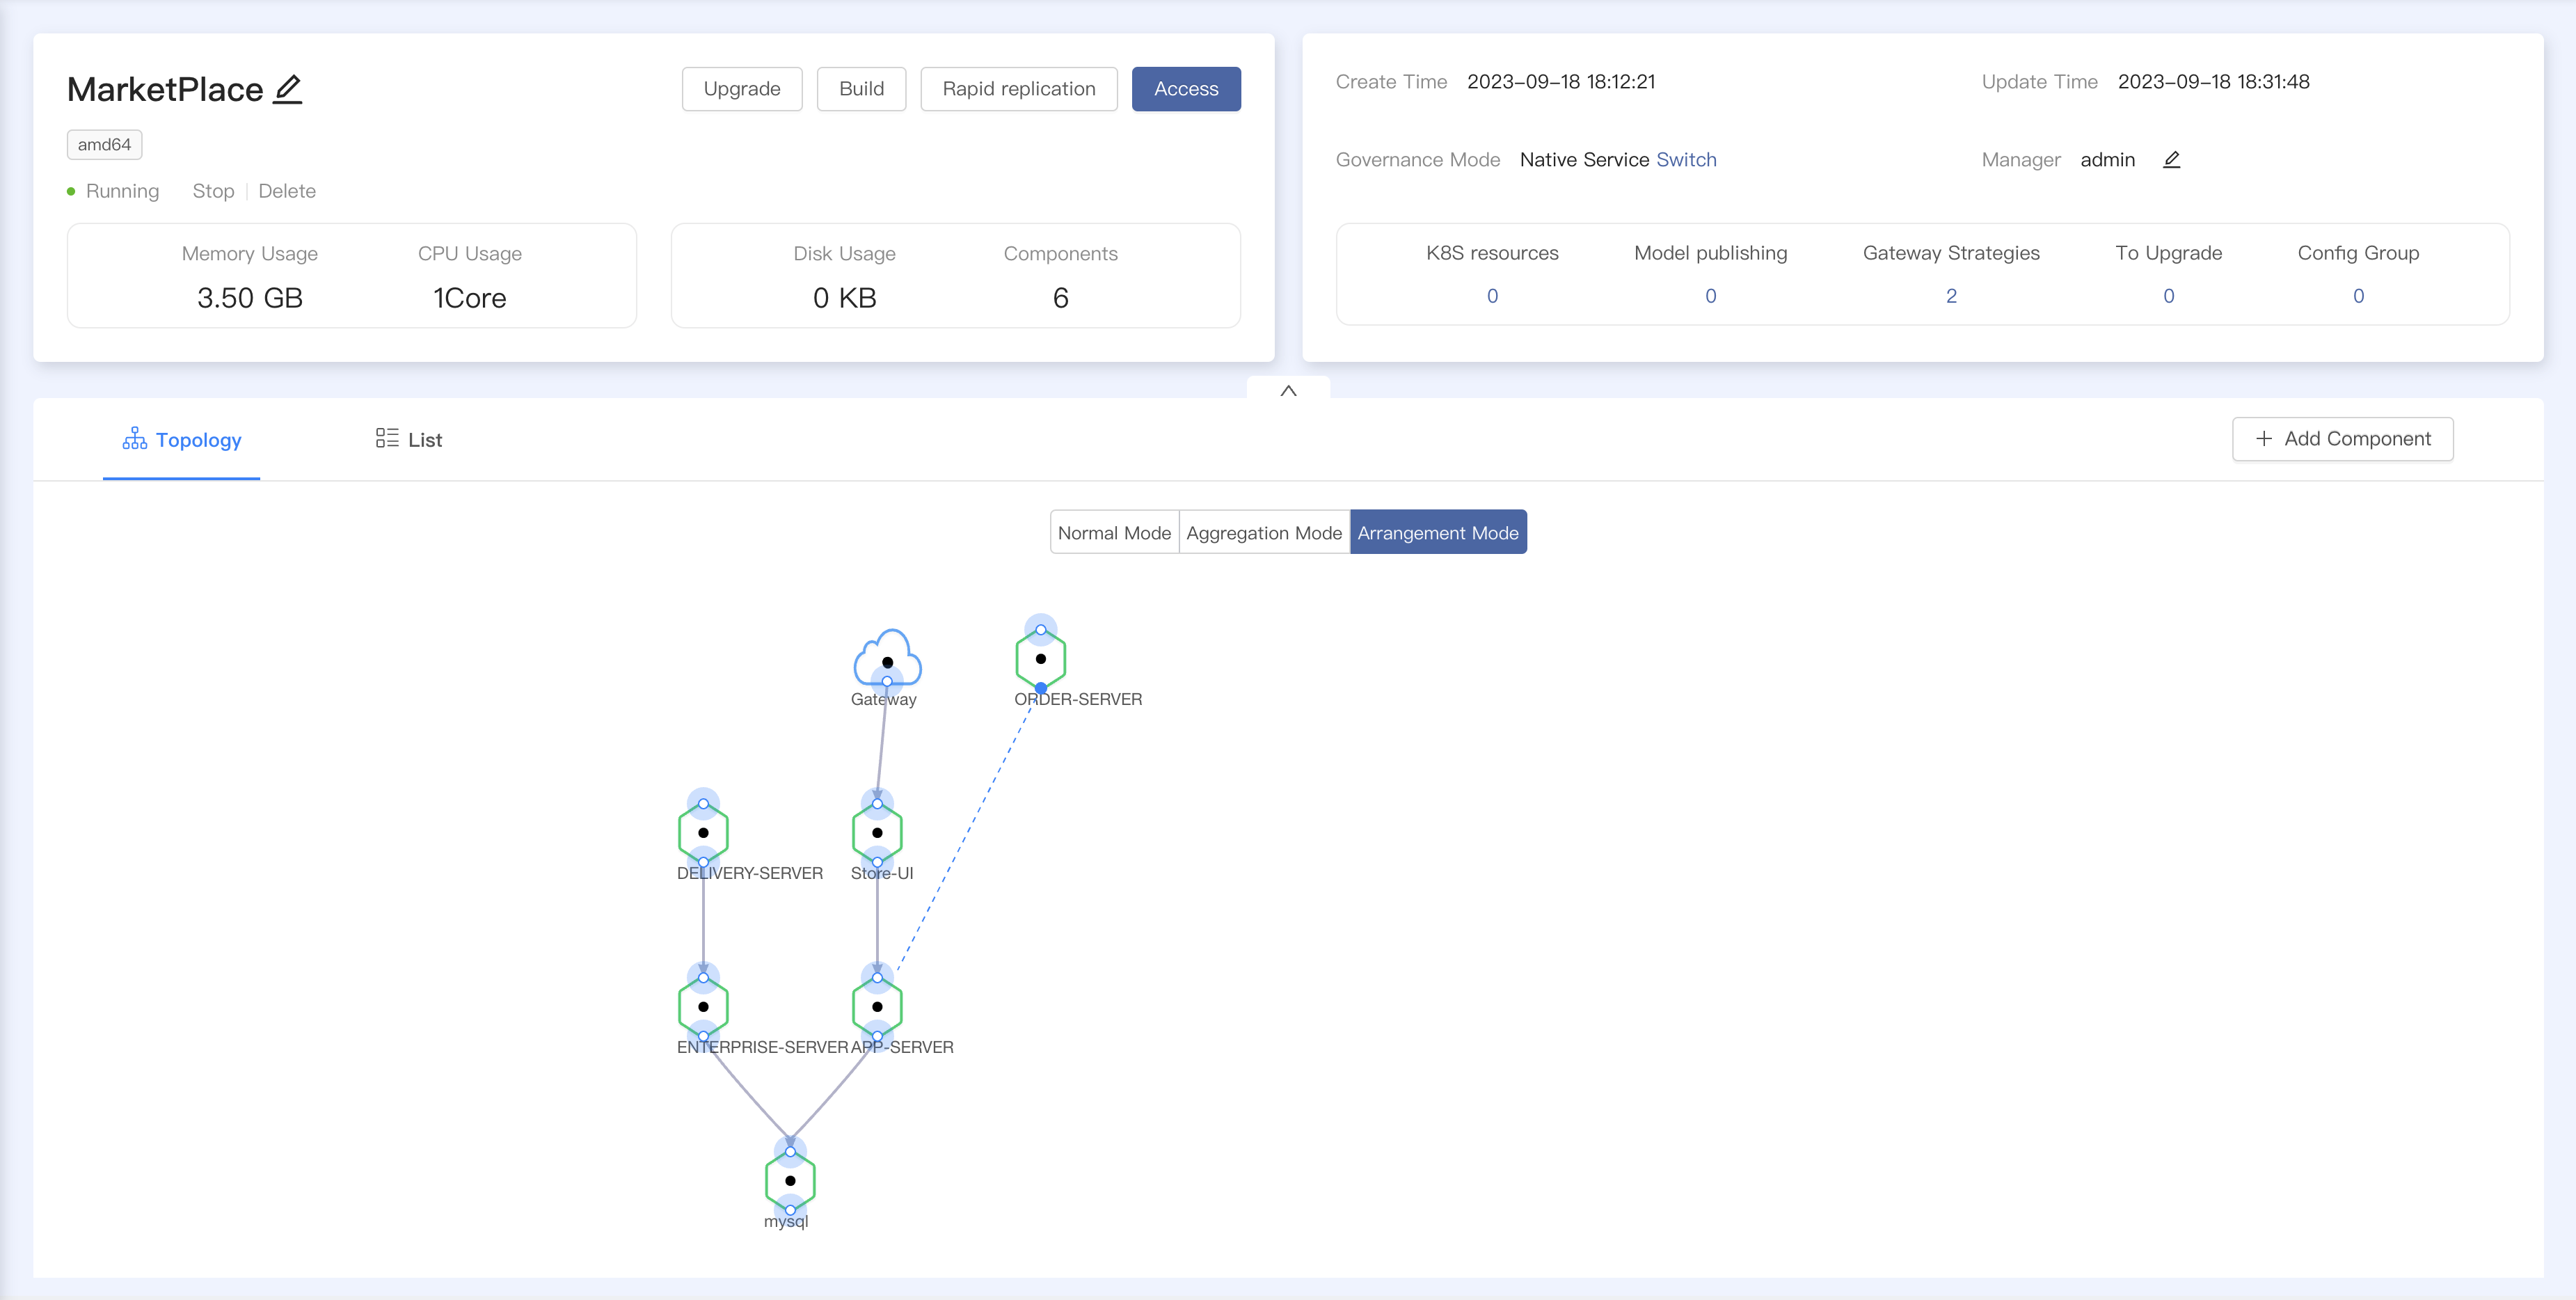 MarketPlace
Upgrade
Build
Rapid replication
Access
amd64
Running
Stop
Delete
Memory Usage
CPU Usage
3.50 GB
1Core
Disk Usage
Components
0 KB
6
Create Time 2023-09-18 18:12:21
Update Time 2023-09-18 18:31:48
Governance Mode Native Service Switch
Manager admin
K8S resources
Model publishing
Gateway Strategies
To Upgrade
Config Group
0
0
2
0
0
Topology
List
+ Add Component
Normal Mode
Aggregation Mode
Arrangement Mode
Gateway
ORDER-SERVER
DELIVERY-SERVER
Store-UI
ENTERPRISE-SERVER
APP-SERVER
mysql